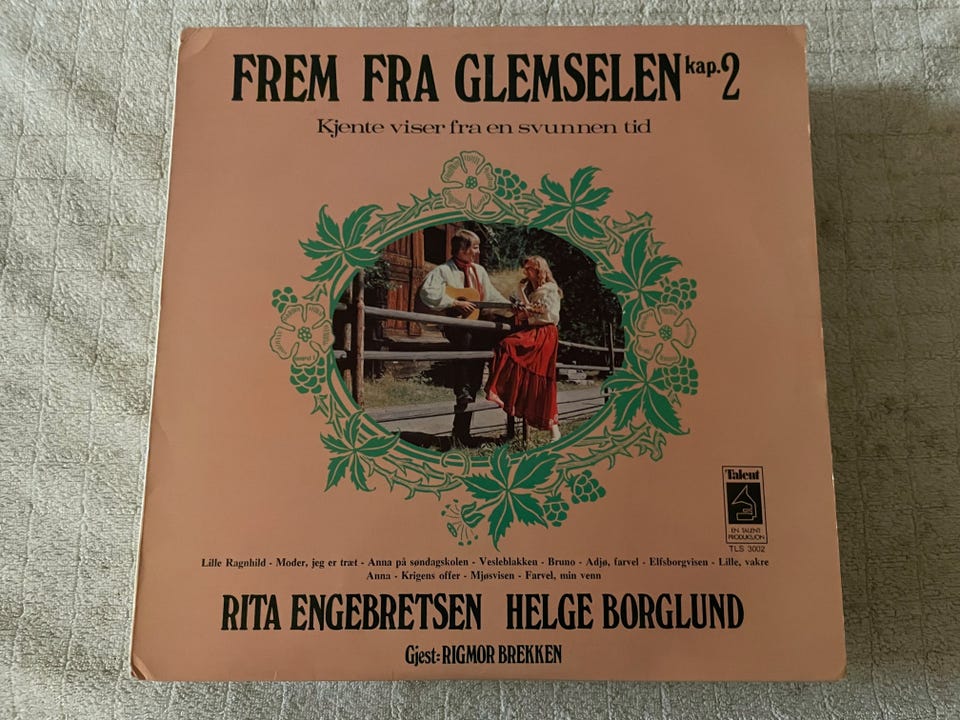 FREM FRA GLEMSELEN kap.2
Kjente viser fra en svunnen tid
Talent
EN TALENT
PRODUKSJON
TLS 3002
Lille Ragnhild - Moder, jeg er træt - Anna på søndagskolen - Vesleblakken - Bruno - Adjø, farvel - Elfsborgvisen - Lille, vakre
Anna - Krigens offer - Mjøsvisen - Farvel, min venn
RITA ENGEBRETSEN HELGE BORGLUND
Gjest: RIGMOR BREKKEN